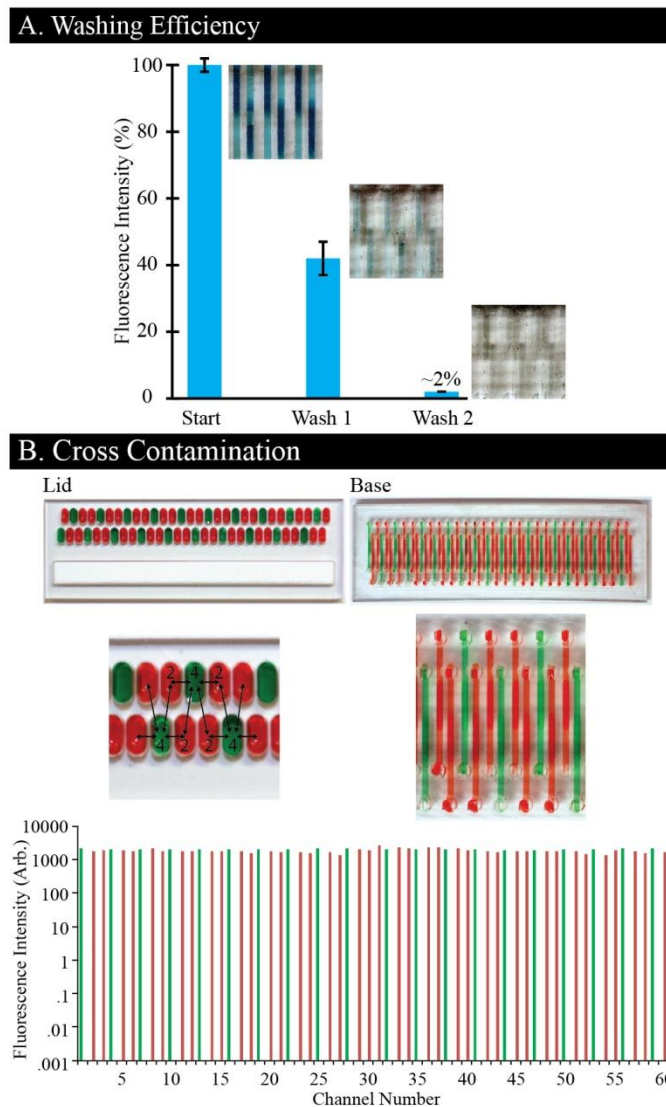 A. Washing Efficiency
Fluorescence Intensity (%)
100
80
60
40
20
0
~2%
Start Wash 1 Wash 2
B. Cross Contamination
Lid Base
2 4 2
4 2 2 4
Fluorescence Intensity (Arb.)
10000
1000
100
10
1
.1
.01
.001
5 10 15 20 25 30 35 40 45 50 55 60
Channel Number